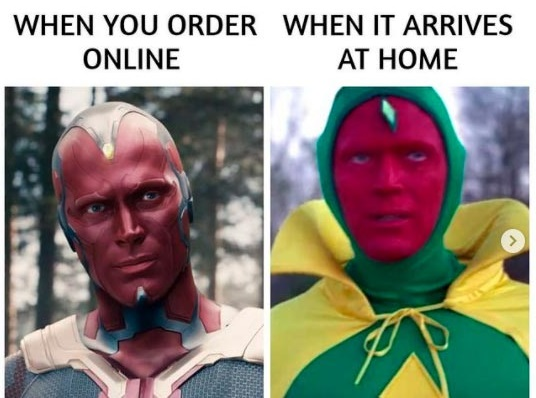 WHEN YOU ORDER
ONLINE
WHEN IT ARRIVES
AT HOME